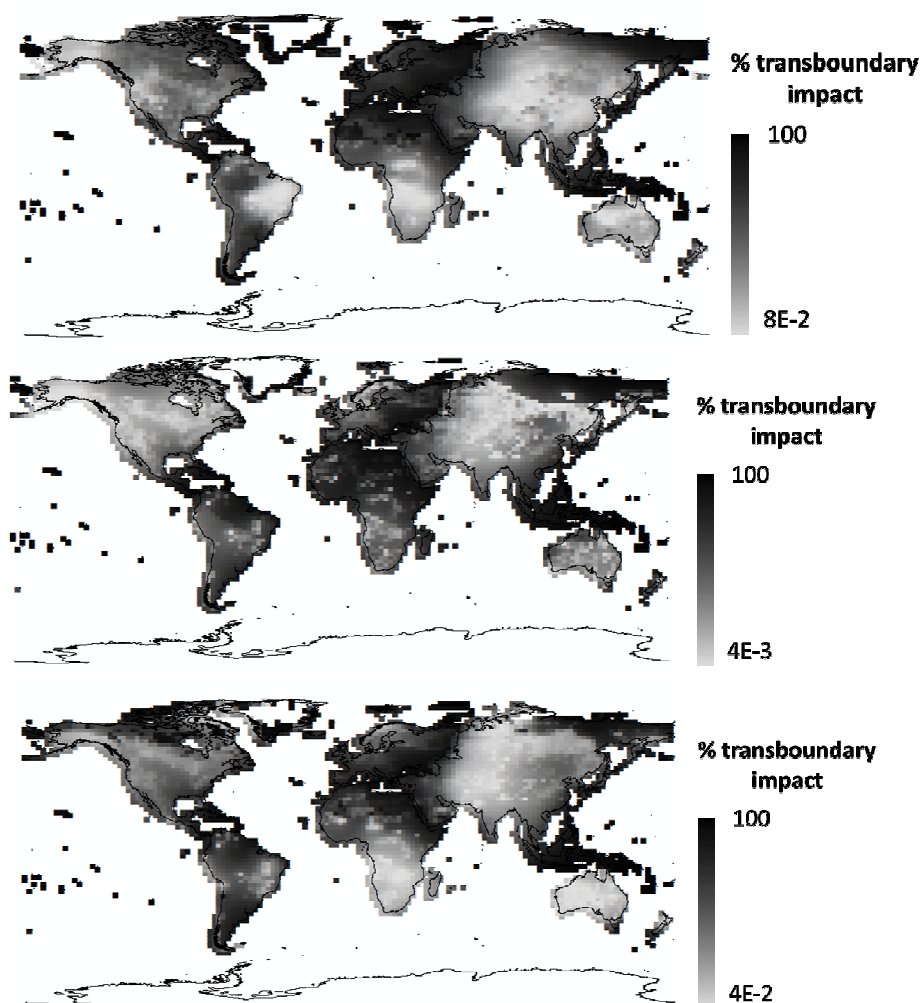 % transboundary
impact
100
8E-2
% transboundary
impact
100
4E-3
% transboundary
impact
100
4E-2